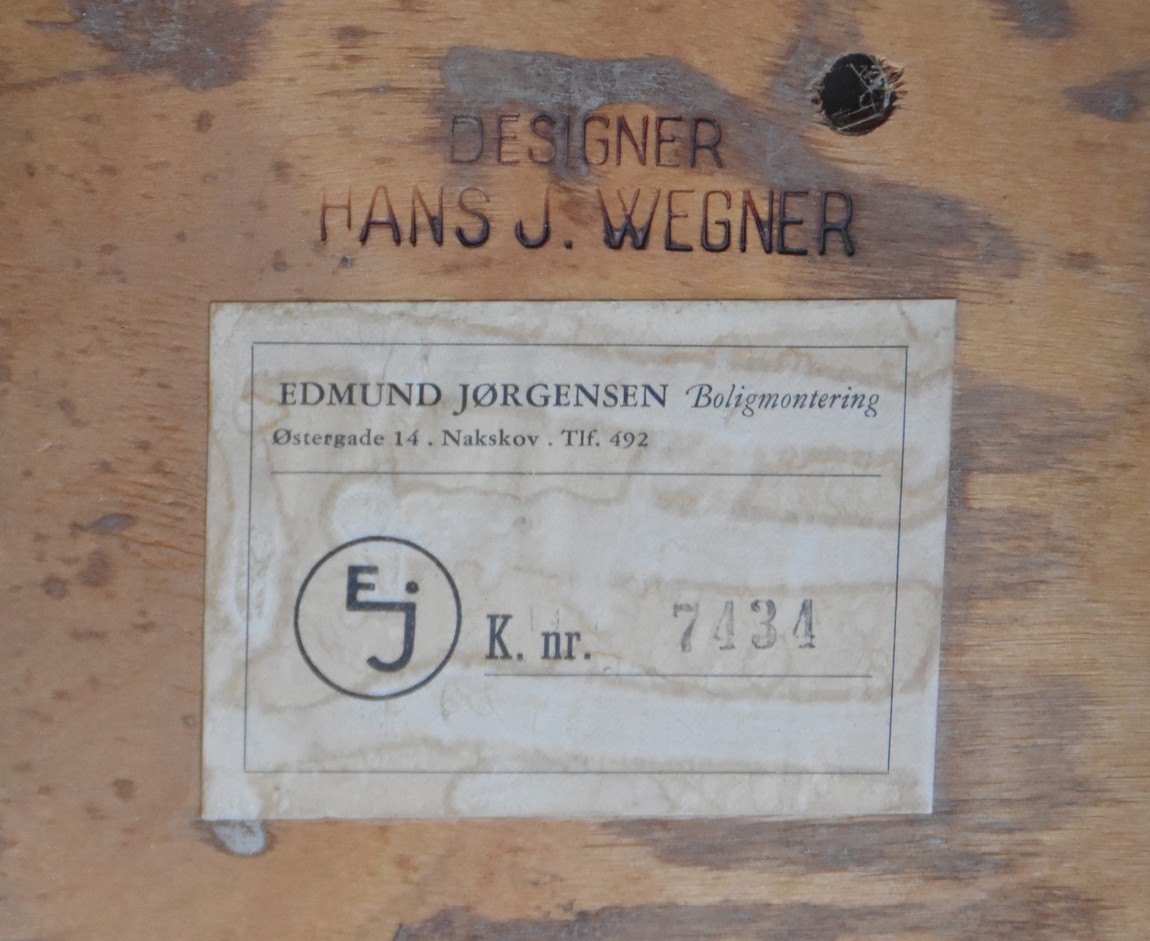 DESIGNER
HANS J. WEGNER
EDMUND JØRGENSEN Boligmontering
Østergade 14 . Nakskov . Tlf. 492
Ej
K. nr. 7434